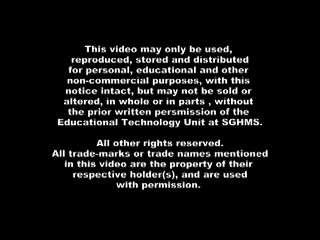 This video may only be used,
reproduced, stored and distributed
for personal, educational and other
non-commercial purposes, with this
notice intact, but may not be sold or
altered, in whole or in parts , without
the prior written persmission of the
Educational Technology Unit at SGHMS.
All other rights reserved.
All trade-marks or trade names mentioned
in this video are the property of their
respective holder(s), and are used
with permission.